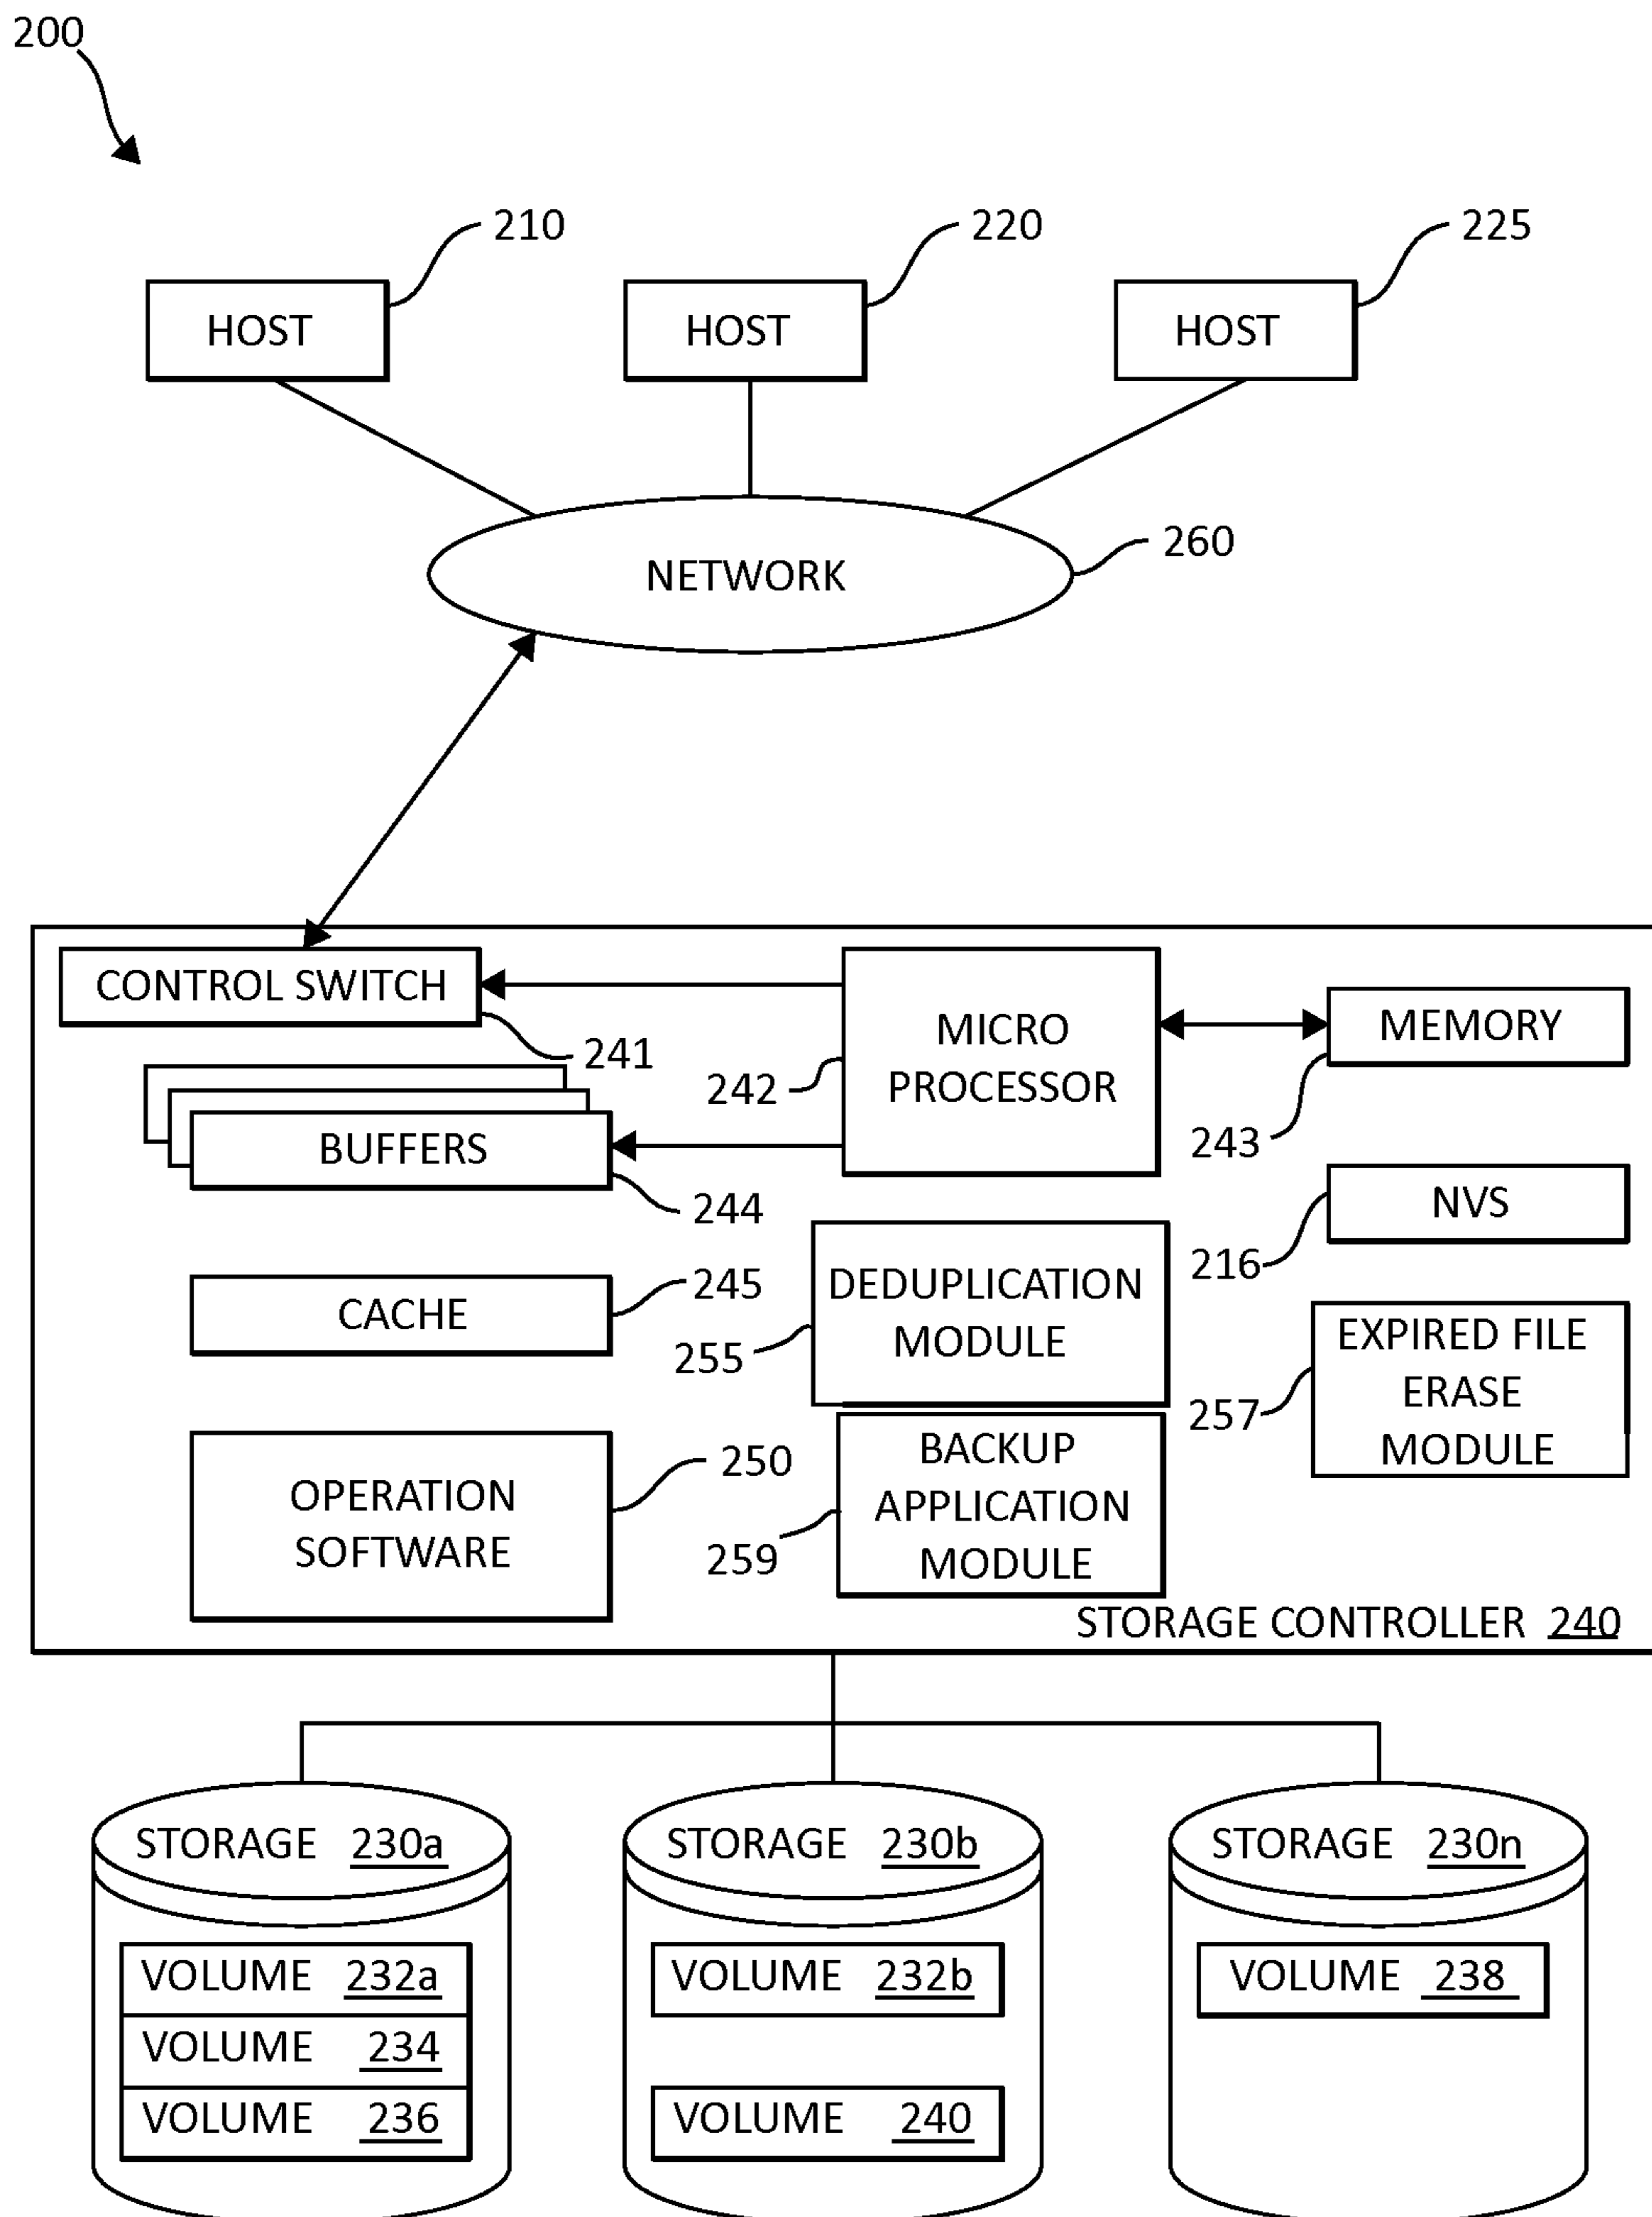 200
210
220
225
HOST
HOST
HOST
260
NETWORK
CONTROL SWITCH
241
MICRO
PROCESSOR
242
MEMORY
243
BUFFERS
244
NVS
216
CACHE
245
DEDUPLICATION
MODULE
255
EXPIRED FILE
ERASE
MODULE
257
OPERATION
SOFTWARE
250
BACKUP
APPLICATION
MODULE
259
STORAGE CONTROLLER 240
STORAGE 230a
VOLUME 232a
VOLUME 234
VOLUME 236
STORAGE 230b
VOLUME 232b
VOLUME 240
STORAGE 230n
VOLUME 238